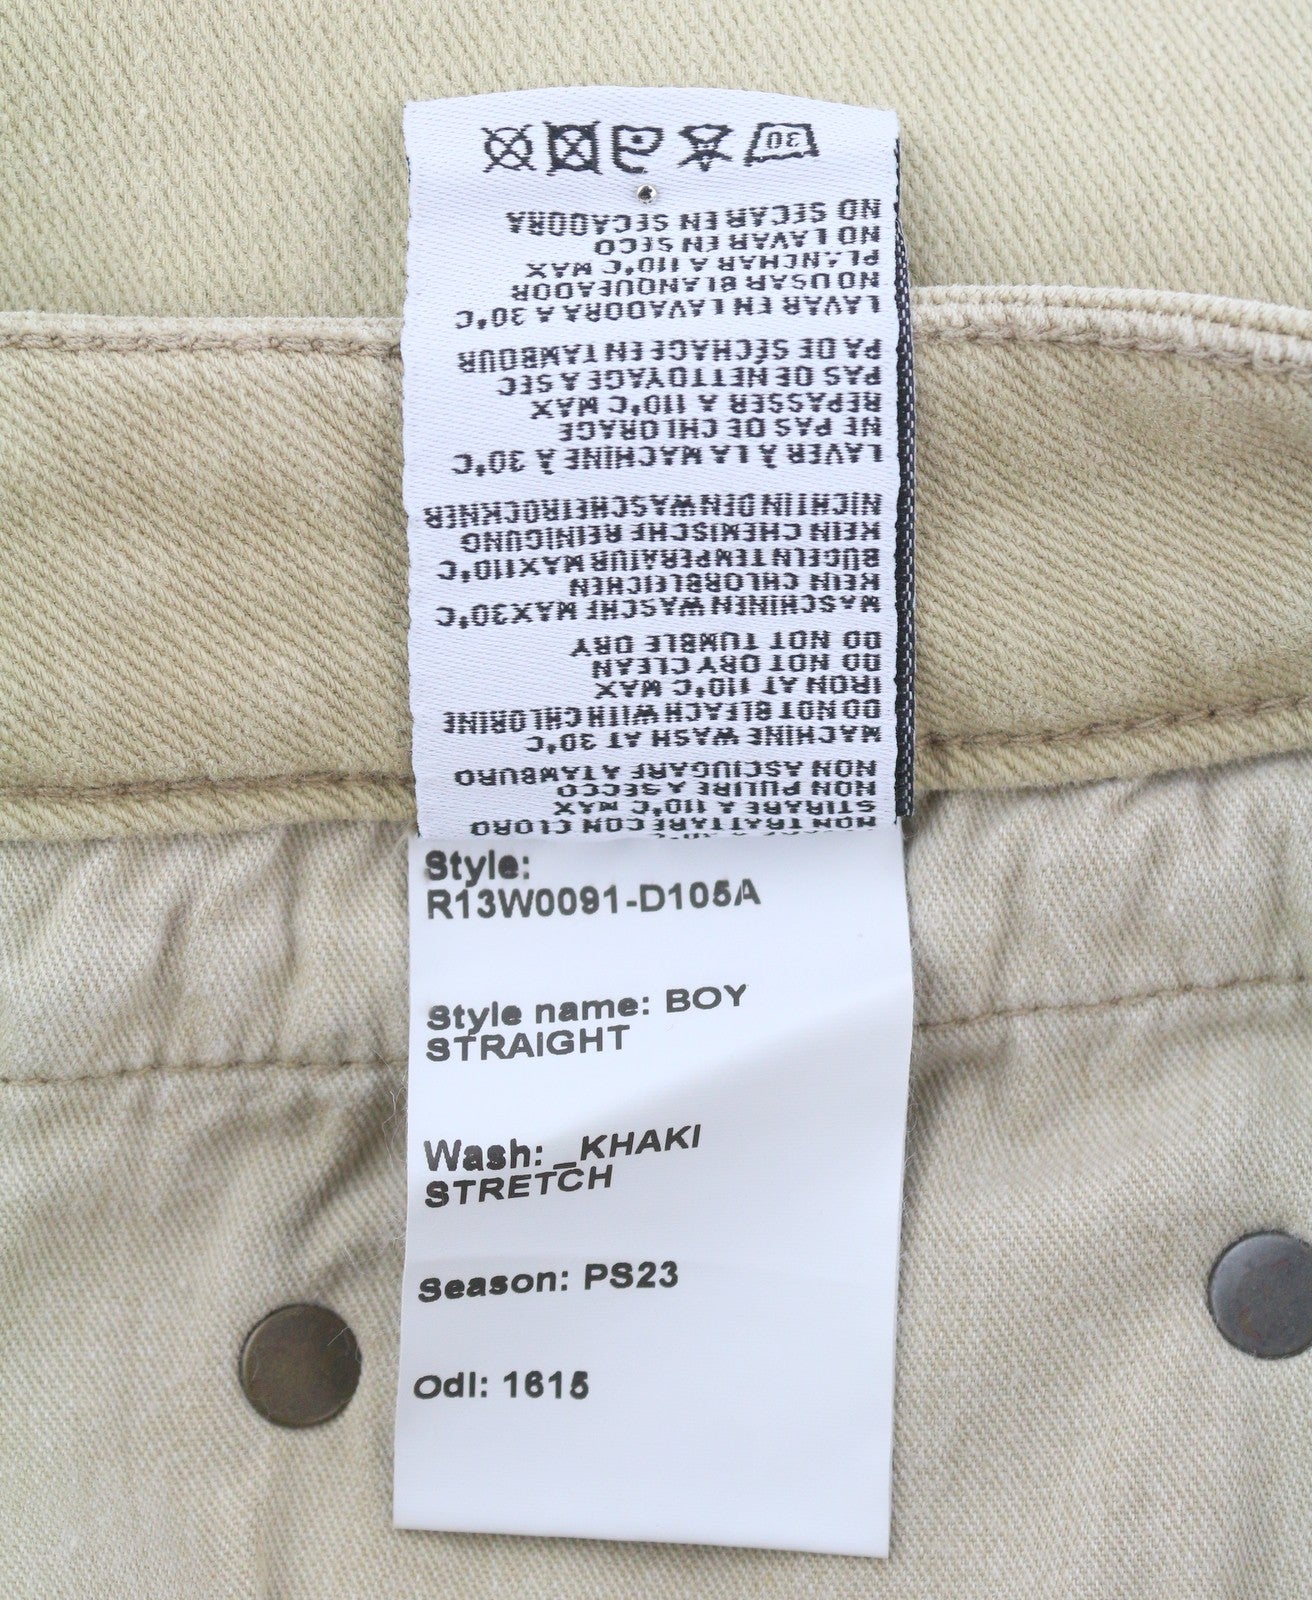 NON TRATTARE CON CLORO
STIRARE A 110°C MAX
NON PULIRE A SECCO
NON ASCIUGARE A TAMBURO
MACHINE WASH AT 30°C
DO NOT BLEACH WITH CHLORINE
IRON AT 110°C MAX
DO NOT DRY CLEAN
DO NOT TUMBLE DRY
MASCHINEN WASCHE MAX30°C
KEIN CHLORBLEICHEN
BÜGELN TEMPERATUR MAX110°C
KEIN CHEMISCHE REINIGUNG
NICHT IN DEN WASCHETROCKNER
LAVER À LA MACHINE À 30°C
NE PAS DE CHLORAGE
REPASSER A 110°C MAX
PAS DE NETTOYAGE A SEC
PA DE SÉCHAGE EN TAMBOUR
LAVAR EN LAVADORA A 30°C
NO USAR BLANQUEADOR
PLANCHAR A 110°C MAX
NO LAVAR EN SECO
NO SECAR EN SECADORA
30
Style:
R13W0091-D105A
Style name: BOY
STRAIGHT
Wash: _KHAKI
STRETCH
Season: PS23
Odl: 1615